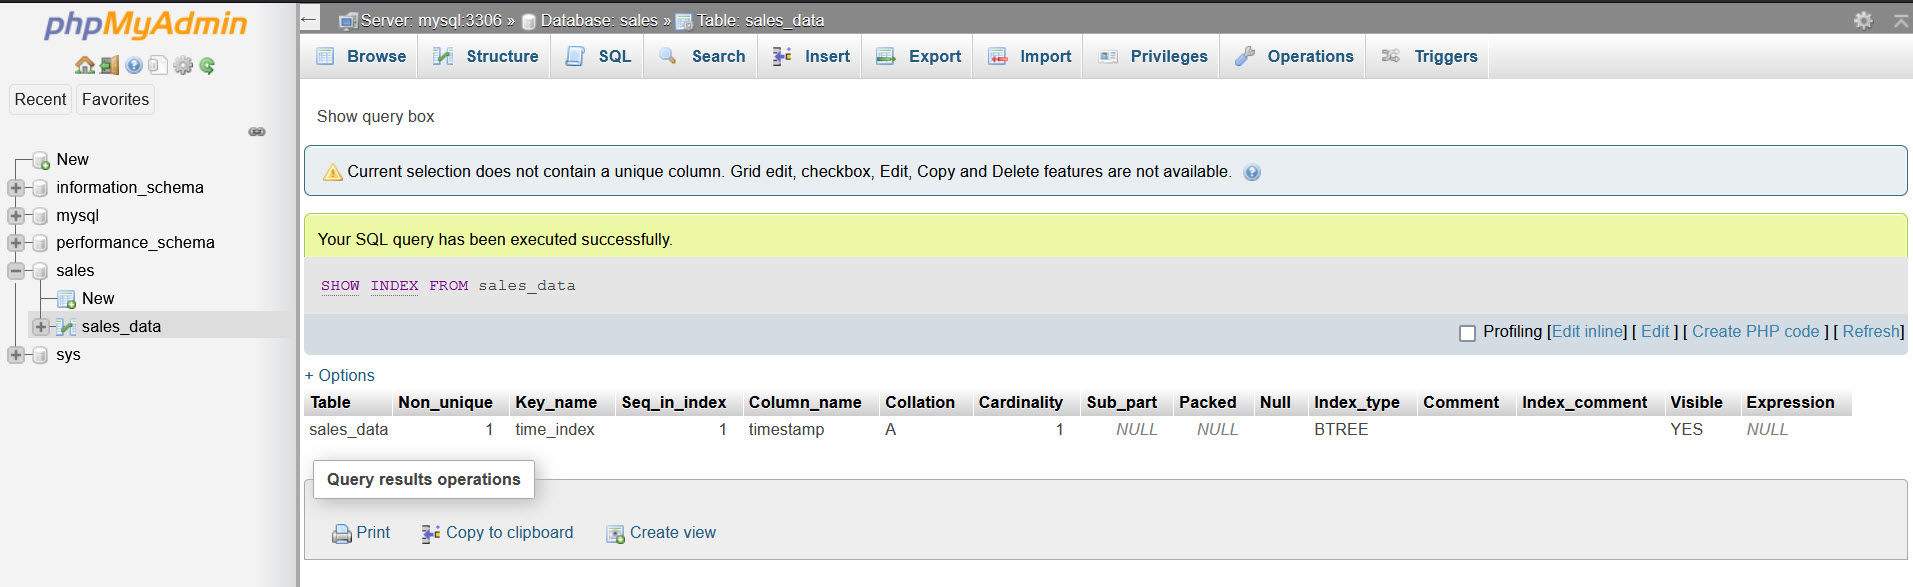 phpMyAdmin
Recent Favorites
New
information_schema
mysql
performance_schema
sales
New
sales_data
sys
Server: mysql:3306 » Database: sales » Table: sales_data
Browse Structure SQL Search Insert Export Import Privileges Operations Triggers
Show query box
Current selection does not contain a unique column. Grid edit, checkbox, Edit, Copy and Delete features are not available.
Your SQL query has been executed successfully.
SHOW INDEX FROM sales_data
Profiling [Edit inline] [ Edit ] [ Create PHP code ] [ Refresh]
+ Options
Table Non_unique Key_name Seq_in_index Column_name Collation Cardinality Sub_part Packed Null Index_type Comment Index_comment Visible Expression
sales_data 1 time_index 1 timestamp A 1 NULL NULL BTREE YES NULL
Query results operations
Print Copy to clipboard Create view